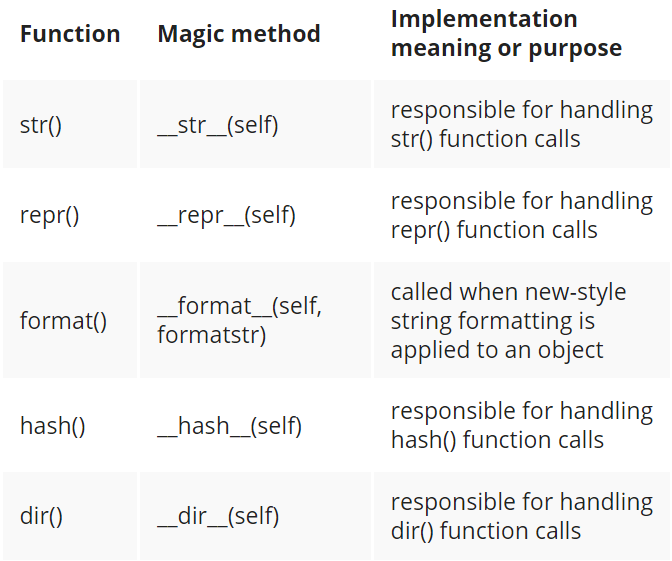 Function
Magic method
Implementation
meaning or purpose
str()
__str__(self)
responsible for handling
str() function calls
repr()
__repr__(self)
responsible for handling
repr() function calls
format()
__format__(self,
formatstr)
called when new-style
string formatting is
applied to an object
hash()
__hash__(self)
responsible for handling
hash() function calls
dir()
__dir__(self)
responsible for handling
dir() function calls